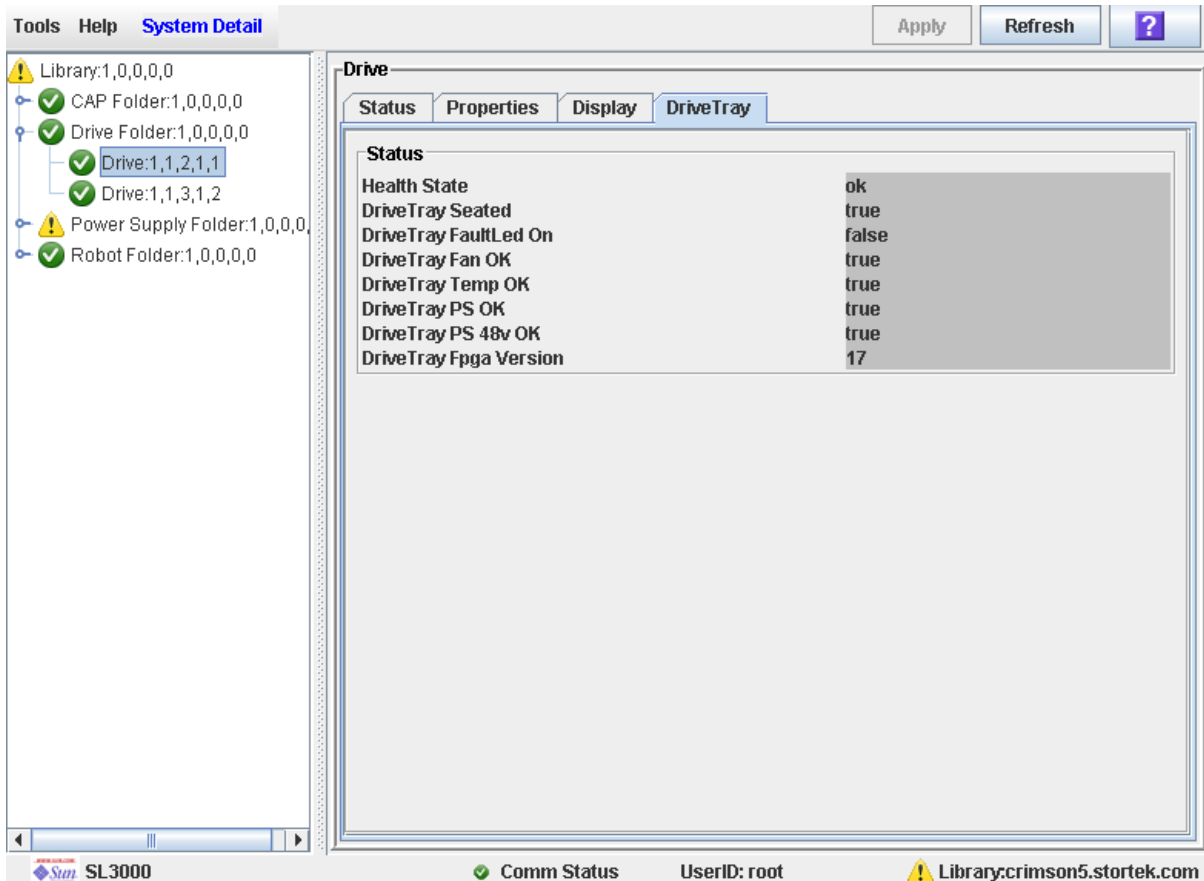 Tools Help System Detail Apply Refresh ?
Library:1,0,0,0,0
CAP Folder:1,0,0,0,0
Drive Folder:1,0,0,0,0
Drive:1,1,2,1,1
Drive:1,1,3,1,2
Power Supply Folder:1,0,0,0,
Robot Folder:1,0,0,0,0
Drive
Status Properties Display DriveTray
Status
Health State ok
DriveTray Seated true
DriveTray FaultLed On false
DriveTray Fan OK true
DriveTray Temp OK true
DriveTray PS OK true
DriveTray PS 48v OK true
DriveTray Fpga Version 17
Sun SL3000 Comm Status UserID: root Library:crimson5.stortek.com